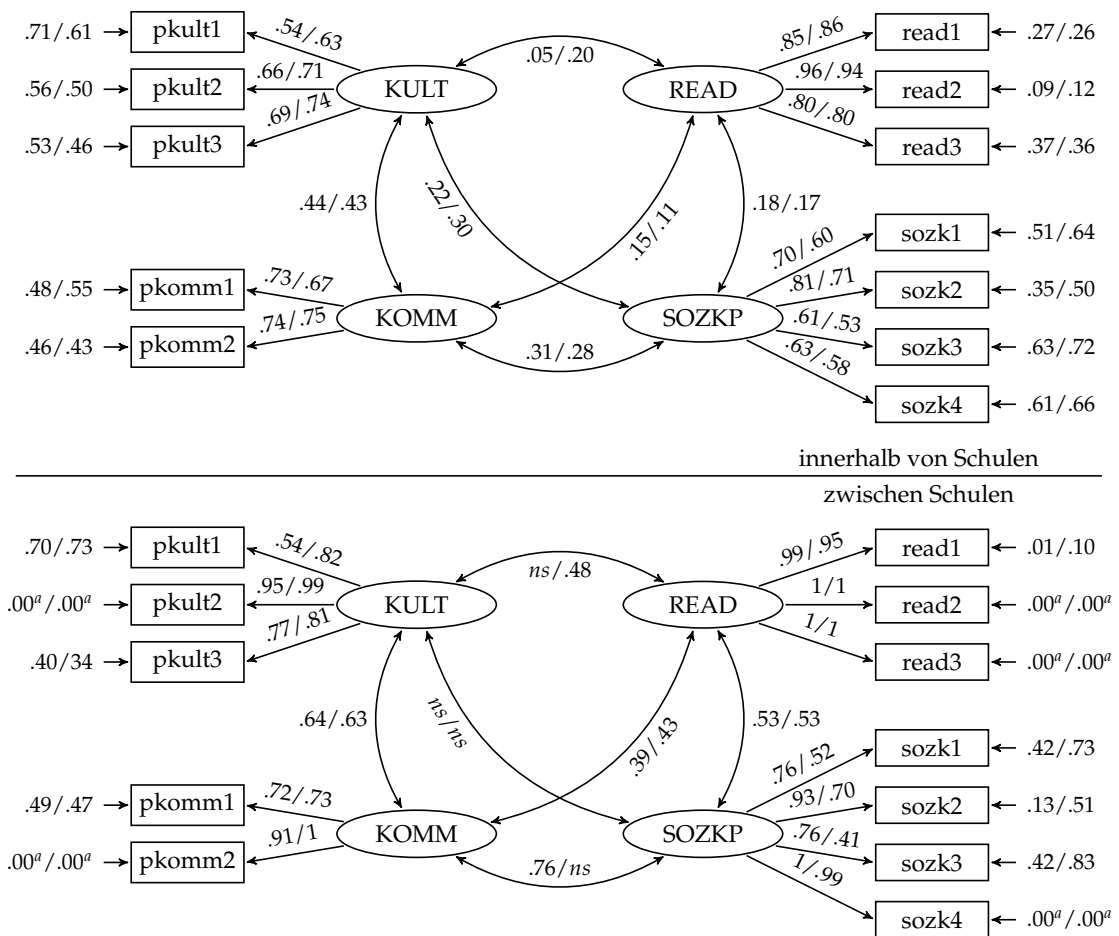 .71/.61 pkult1 .54/.63 .85/.86 read1 .27/.26
.05/.20
.56/.50 pkult2 .66/.71 KULT READ .96/.94 read2 .09/.12
.53/.46 pkult3 .69/.74 .80/.80 read3 .37/.36
.44/.43 .22/.30 .15/.11 .18/.17
.70/.60 sozk1 .51/.64
.48/.55 pkomm1 .73/.67 .81/.71 sozk2 .35/.50
KOMM SOZKP
.46/.43 pkomm2 .74/.75 .61/.53 sozk3 .63/.72
.31/.28
.63/.58 sozk4 .61/.66
innerhalb von Schulen
zwischen Schulen
.70/.73 pkult1 .54/.82 .99/.95 read1 .01/.10
ns/.48
.00ᵃ/.00ᵃ pkult2 .95/.99 KULT READ 1/1 read2 .00ᵃ/.00ᵃ
.40/34 pkult3 .77/.81 1/1 read3 .00ᵃ/.00ᵃ
.64/.63 ns/ns .39/.43 .53/.53
.76/.52 sozk1 .42/.73
.49/.47 pkomm1 .72/.73 .93/.70 sozk2 .13/.51
KOMM SOZKP
.00ᵃ/.00ᵃ pkomm2 .91/1 .76/.41 sozk3 .42/.83
.76/ns
1/.99 sozk4 .00ᵃ/.00ᵃ